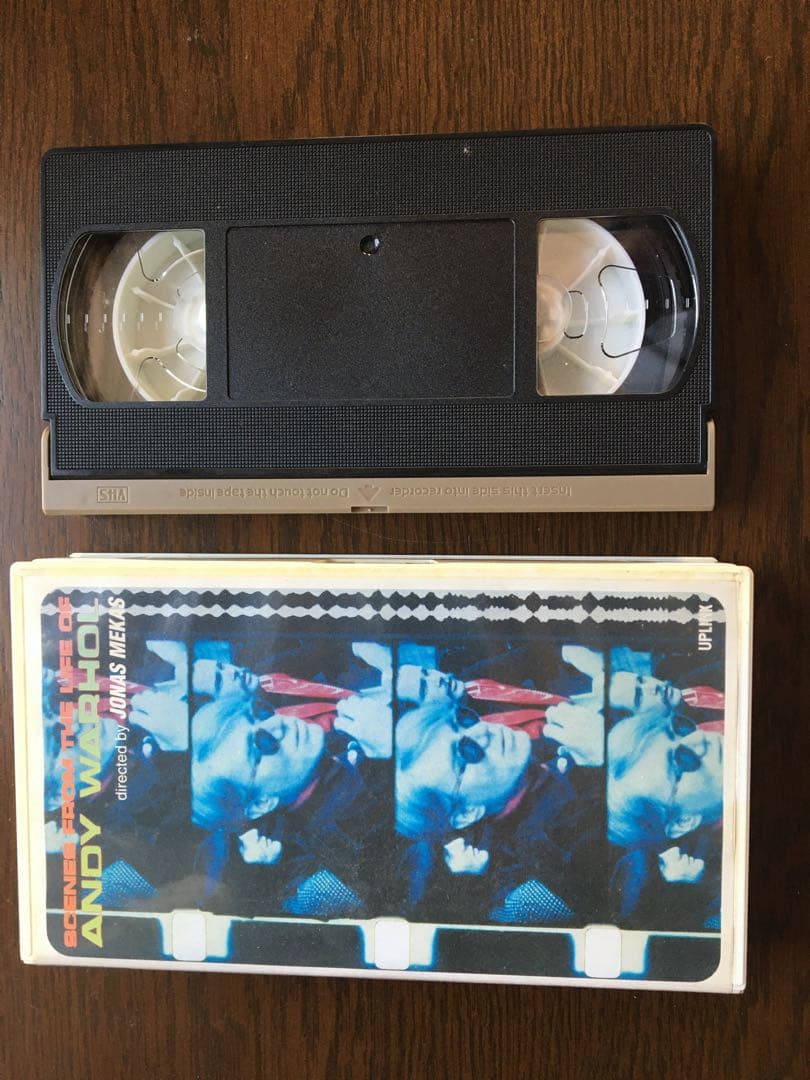 Insert this side into recorder
Do not touch the tape inside
VHS
SCENES FROM THE LIFE OF
ANDY WARHOL
directed by JONAS MEKAS
UPLINK